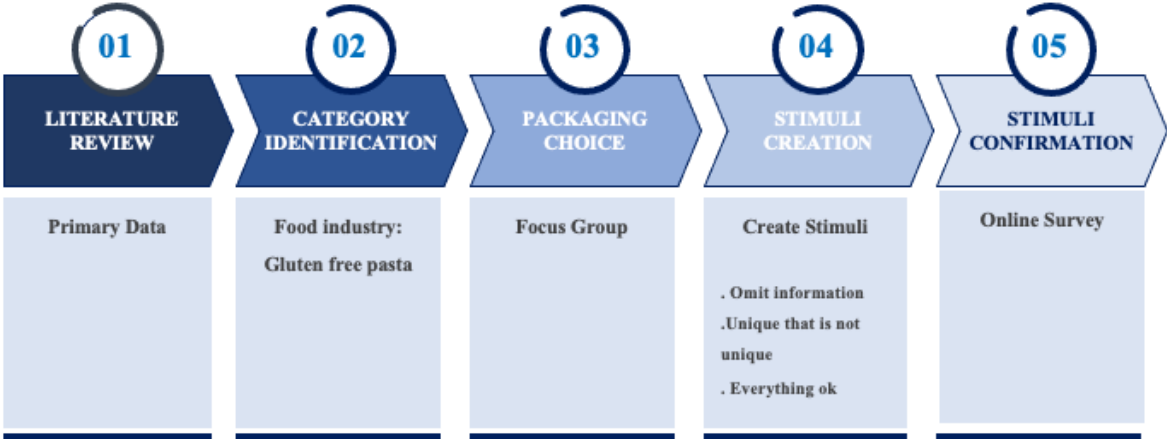 01
LITERATURE
REVIEW
Primary Data
02
CATEGORY
IDENTIFICATION
Food industry:
Gluten free pasta
03
PACKAGING
CHOICE
Focus Group
04
STIMULI
CREATION
Create Stimuli
. Omit information
.Unique that is not
unique
. Everything ok
05
STIMULI
CONFIRMATION
Online Survey